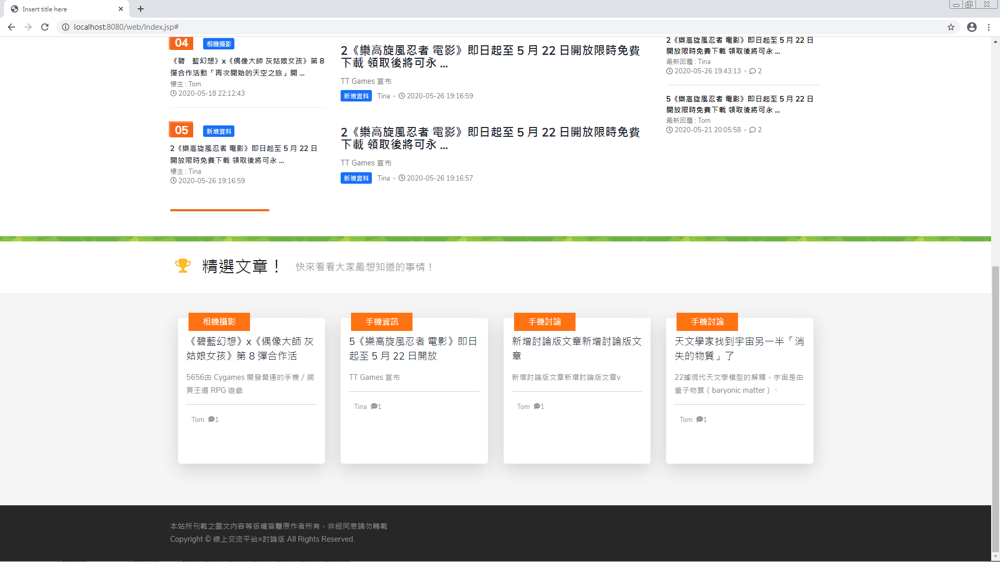 Insert title here
localhost:8080/web/index.jsp#
04 相機攝影
《碧　藍幻想》x《偶像大師 灰姑娘女孩》第 8
彈合作活動「再次開始的天空之旅」開 ...
樓主 : Tom
2020-05-18 22:12:43
05 新增資料
2《樂高旋風忍者 電影》即日起至 5 月 22 日
開放限時免費下載 領取後將可永 ...
樓主 : Tina
2020-05-26 19:16:59
2《樂高旋風忍者 電影》即日起至 5 月 22 日開放限時免費
下載 領取後將可永 ...
TT Games 宣布
新增資料 Tina • 2020-05-26 19:16:59
2《樂高旋風忍者 電影》即日起至 5 月 22 日開放限時免費
下載 領取後將可永 ...
TT Games 宣布
新增資料 Tina • 2020-05-26 19:16:57
2《樂高旋風忍者 電影》即日起至 5 月 22 日
開放限時免費下載 領取後將可永 ...
最新回覆 : Tina
2020-05-26 19:43:13 • 2
5《樂高旋風忍者 電影》即日起至 5 月 22 日
開放限時免費下載 領取後將可永 ...
最新回覆 : Tom
2020-05-21 20:05:58 • 2
精選文章！ 快來看看大家最想知道的事情！
相機攝影
《碧藍幻想》x《偶像大師 灰
姑娘女孩》第 8 彈合作活
5656由 Cygames 開發營運的手機 / 網
頁王道 RPG 遊戲
Tom 1
手機資訊
5《樂高旋風忍者 電影》即日
起至 5 月 22 日開放
TT Games 宣布
Tina 1
手機討論
新增討論版文章新增討論版文
章
新增討論版文章新增討論版文章v
Tom 1
手機討論
天文學家找到宇宙另一半「消
失的物質」了
22據現代天文學模型的解釋，宇宙是由
重子物質（baryonic matter）、
Tom 1
本站所刊載之圖文內容等版權皆屬原作者所有，非經同意請勿轉載
Copyright © 線上交流平台×討論版 All Rights Reserved.